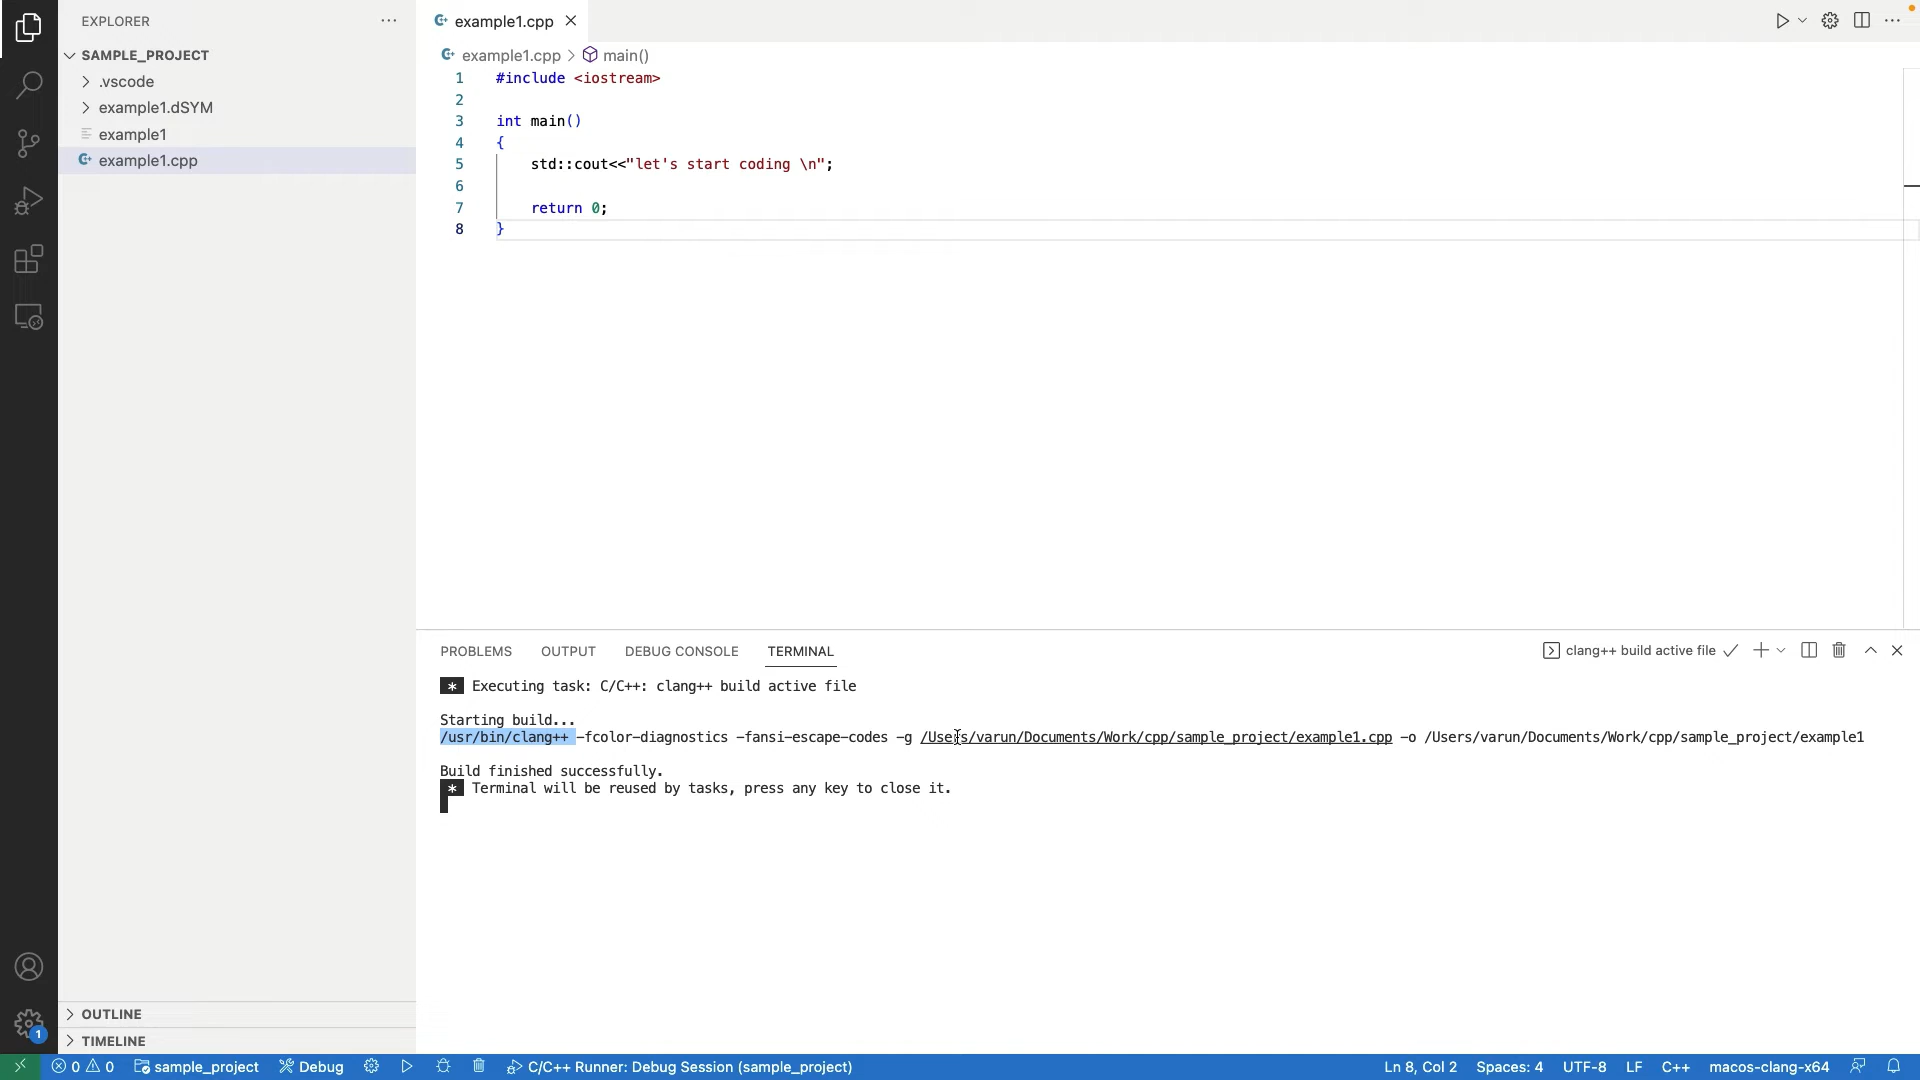 EXPLORER
SAMPLE_PROJECT
.vscode
example1.dSYM
example1
example1.cpp
OUTLINE
TIMELINE
example1.cpp
example1.cpp > main()
1 #include <iostream>
2
3 int main()
4 {
5 std::cout<<"let's start coding \n";
6
7 return 0;
8 }
PROBLEMS OUTPUT DEBUG CONSOLE TERMINAL clang++ build active file
* Executing task: C/C++: clang++ build active file
Starting build...
/usr/bin/clang++ -fcolor-diagnostics -fansi-escape-codes -g /Users/varun/Documents/Work/cpp/sample_project/example1.cpp -o /Users/varun/Documents/Work/cpp/sample_project/example1
Build finished successfully.
* Terminal will be reused by tasks, press any key to close it.
1
0 0 sample_project Debug C/C++ Runner: Debug Session (sample_project) Ln 8, Col 2 Spaces: 4 UTF-8 LF C++ macos-clang-x64